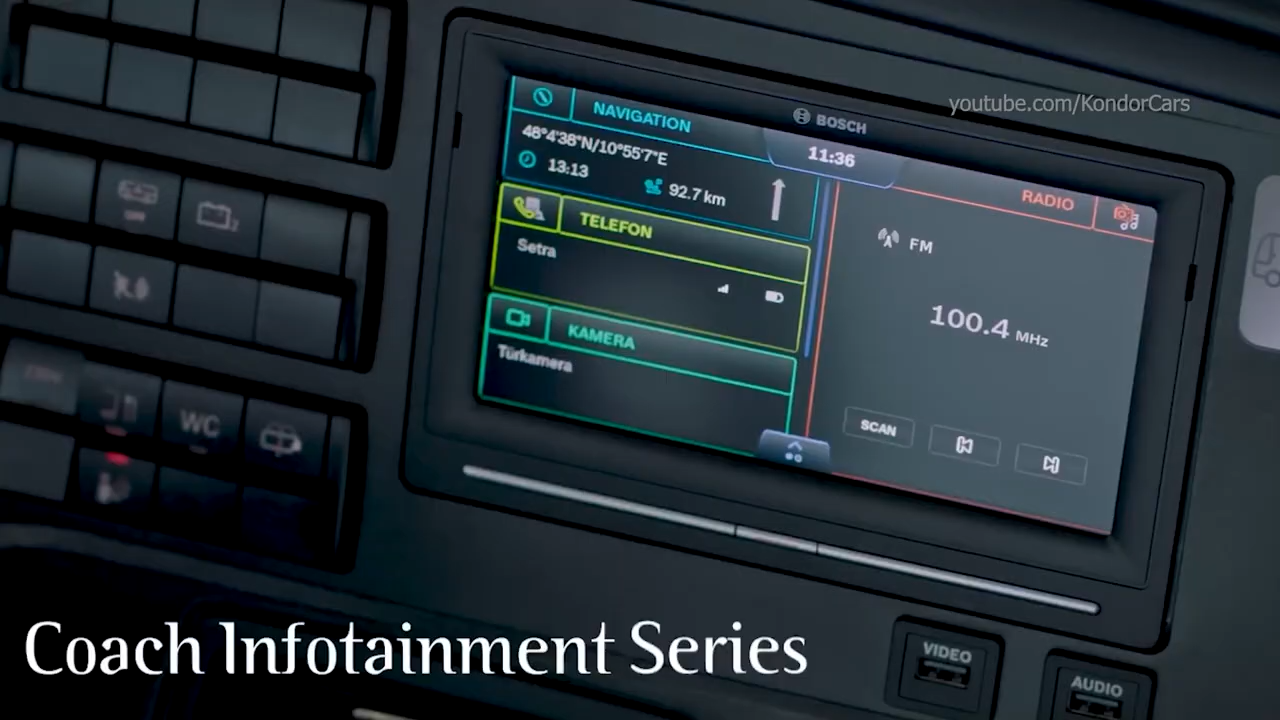 youtube.com/KondorCars
BOSCH
NAVIGATION
11:36
48°4'38"N/10°55'7"E
13:13
92.7 km
RADIO
TELEFON
FM
Setra
100.4 MHz
KAMERA
Türkamera
SCAN
WC
Coach Infotainment Series
VIDEO
AUDIO